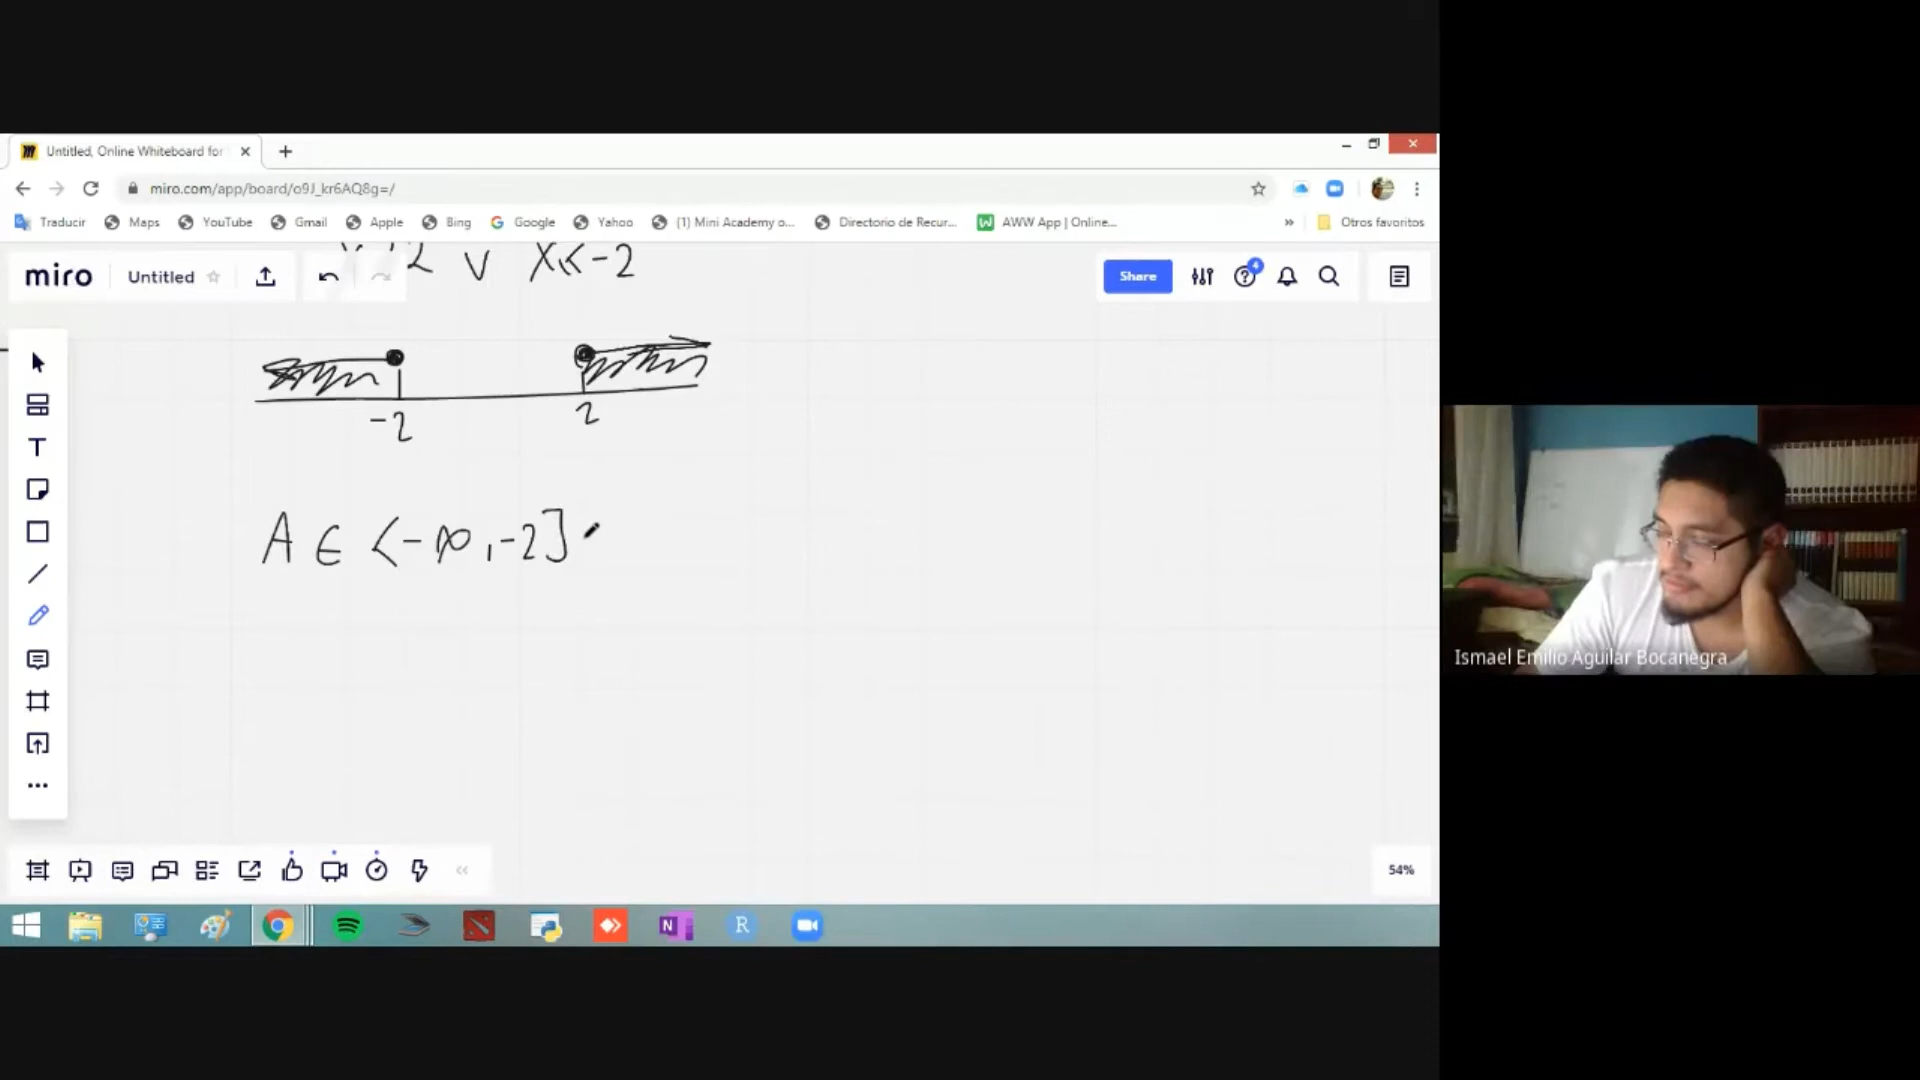 Untitled, Online Whiteboard for
miro.com/app/board/o9J_kr6AQ8g=/
Traducir Maps YouTube Gmail Apple Bing Google Yahoo (1) Mini Academy o... Directorio de Recur... AWW App | Online... » Otros favoritos
2 ∨ X<-2
miro Untitled Share 4
-2 2
A ∈ <-∞,-2]
Ismael Emilio Aguilar Bocanegra
54%